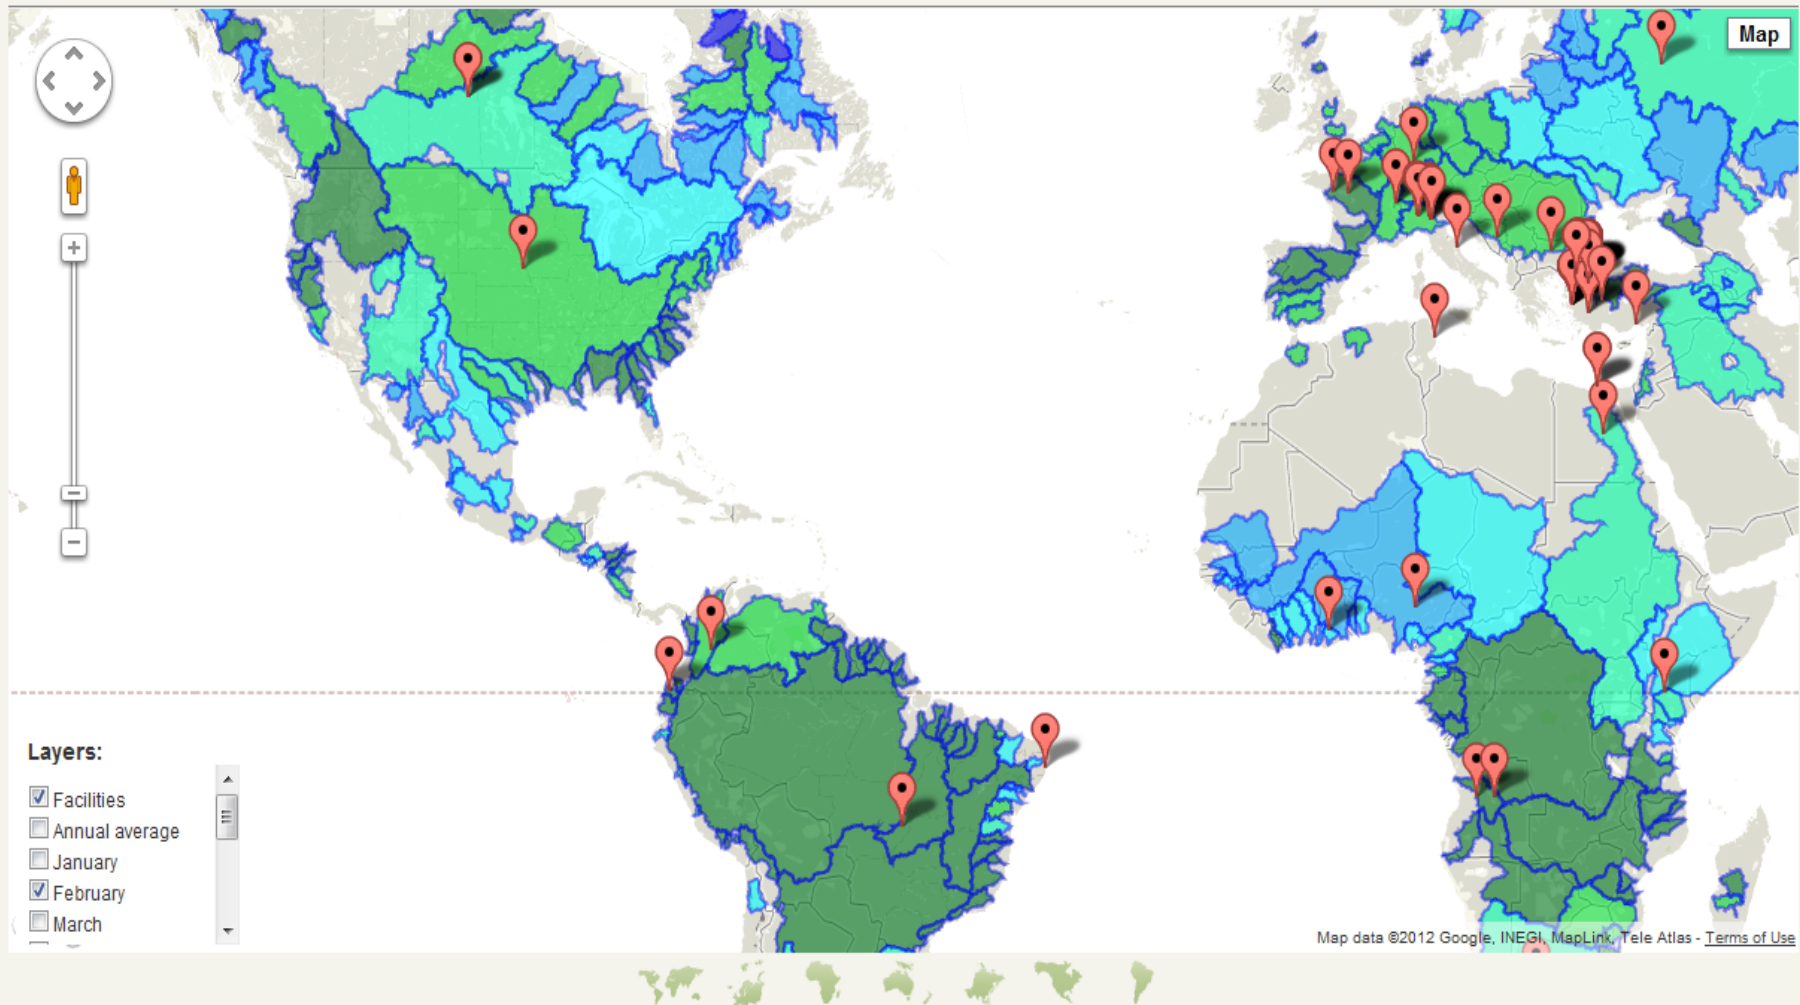 Map
Layers:
Facilities
Annual average
January
February
March
Map data ©2012 Google, INEGI, MapLink, Tele Atlas - Terms of Use